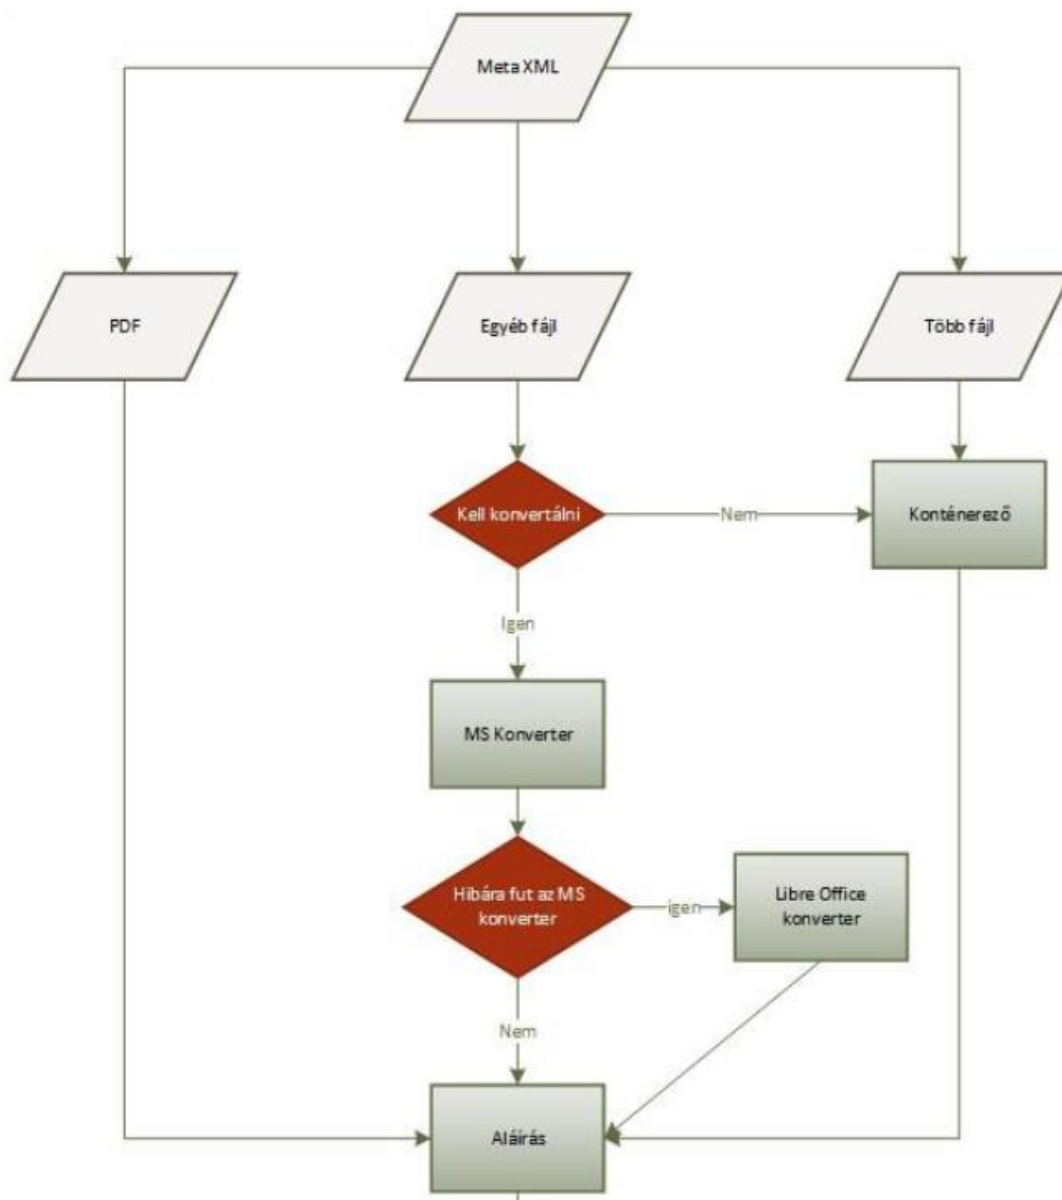 Meta XML
PDF
Egyéb fájl
Több fájl
Kell konvertálni
Nem
Konténerező
Igen
MS Konverter
Hibára fut az MS
konverter
igen
Libre Office
konverter
Nem
Aláírás